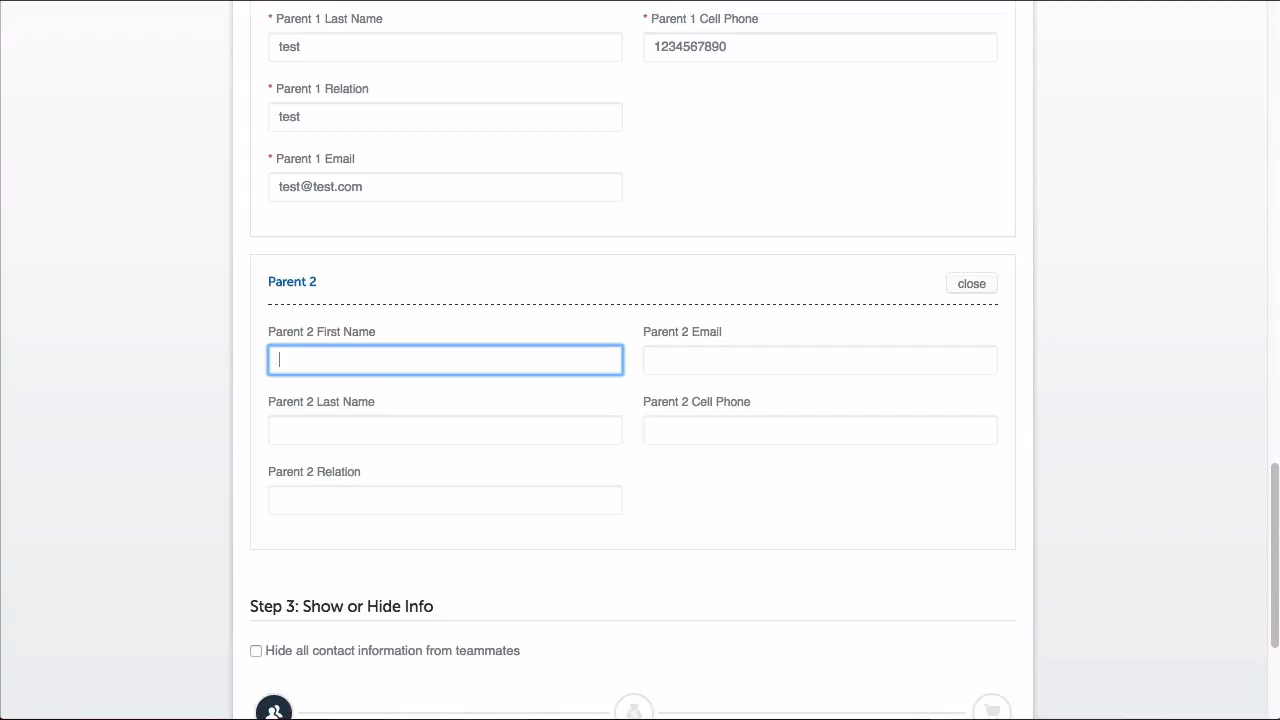 * Parent 1 Last Name
* Parent 1 Cell Phone
test
1234567890
* Parent 1 Relation
test
* Parent 1 Email
test@test.com
Parent 2
close
Parent 2 First Name
Parent 2 Email
Parent 2 Last Name
Parent 2 Cell Phone
Parent 2 Relation
Step 3: Show or Hide Info
Hide all contact information from teammates